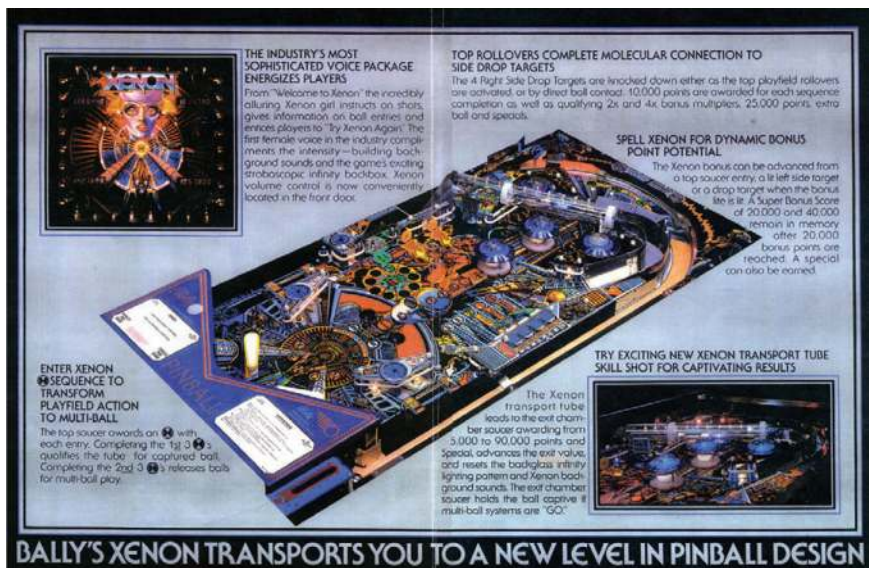 XENON
THE INDUSTRY'S MOST
SOPHISTICATED VOICE PACKAGE
ENERGIZES PLAYERS
From "Welcome to Xenon" the incredibly
alluring Xenon girl instructs on shots,
gives information on ball entries and
entices players to "Try Xenon Again." The
first female voice in the industry compli-
ments the intensity—building back-
ground sounds and the game's exciting
stroboscopic infinity backbox. Xenon
volume control is now conveniently
located in the front door.
TOP ROLLOVERS COMPLETE MOLECULAR CONNECTION TO
SIDE DROP TARGETS
The 4 Right Side Drop Targets are knocked down either as the top playfield rollovers
are activated, or by direct ball contact. 10,000 points are awarded for each sequence
completion as well as qualifying 2x and 4x bonus multipliers, 25,000 points, extra
ball and specials.
SPELL XENON FOR DYNAMIC BONUS
POINT POTENTIAL
The Xenon bonus can be advanced from
a top saucer entry, a lit left side target
or a drop target when the bonus
lite is lit. A Super Bonus Score
of 20,000 and 40,000
remain in memory
after 20,000
bonus points are
reached. A special
can also be earned.
ENTER XENON
SEQUENCE TO
TRANSFORM
PLAYFIELD ACTION
TO MULTI-BALL
The top saucer awards an with
each entry. Completing the 1st 3 's
qualifies the tube for captured ball.
Completing the 2nd 3 's releases balls
for multi-ball play.
The Xenon
transport tube
leads to the exit cham-
ber saucer awarding from
5,000 to 90,000 points and
Special, advances the exit value,
and resets the backglass infinity
lighting pattern and Xenon back-
ground sounds. The exit chamber
saucer holds the ball captive if
multi-ball systems are "GO."
TRY EXCITING NEW XENON TRANSPORT TUBE
SKILL SHOT FOR CAPTIVATING RESULTS
BALLY'S XENON TRANSPORTS YOU TO A NEW LEVEL IN PINBALL DESIGN